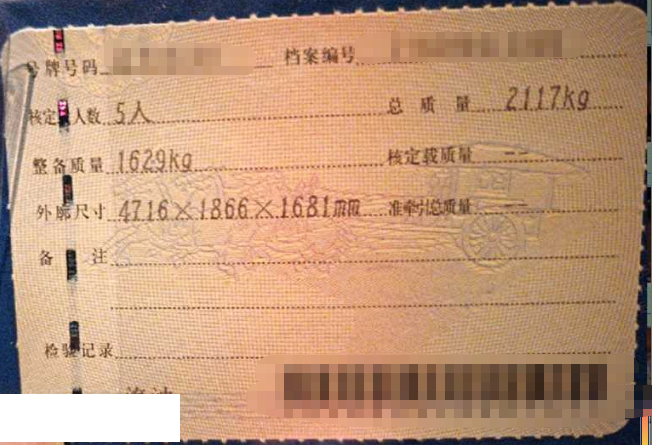 号牌号码 档案编号
核定 人数 5人 总质量 2117kg
整备质量 1629kg 核定载质量 --
外廓尺寸 4716×1866×1681mm 准牵引总质量 --
备注
检验记录